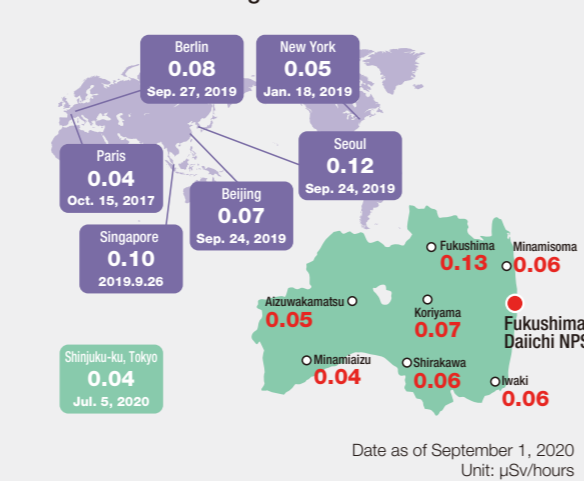 Berlin
0.08
Sep. 27, 2019
New York
0.05
Jan. 18, 2019
Paris
0.04
Oct. 15, 2017
Seoul
0.12
Sep. 24, 2019
Beijing
0.07
Sep. 24, 2019
Singapore
0.10
2019.9.26
Shinjuku-ku, Tokyo
0.04
Jul. 5, 2020
Fukushima
0.13
Minamisoma
0.06
Aizuwakamatsu
0.05
Koriyama
0.07
Fukushima
Daiichi NPS
Minamiaizu
0.04
Shirakawa
0.06
Iwaki
0.06
Date as of September 1, 2020
Unit: μSv/hours